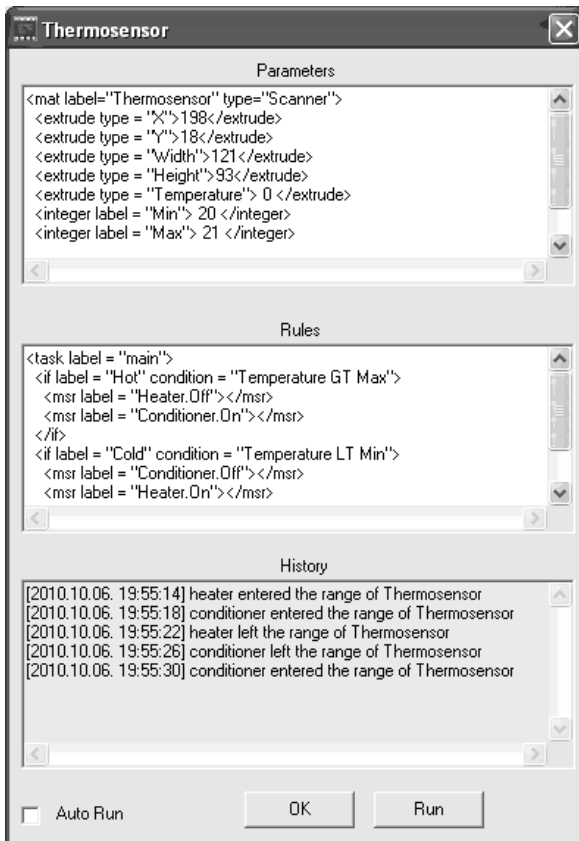 Thermosensor
Parameters
<mat label="Thermosensor" type="Scanner">
<extrude type = "X">198</extrude>
<extrude type = "Y">18</extrude>
<extrude type = "Width">121</extrude>
<extrude type = "Height">93</extrude>
<extrude type = "Temperature"> 0 </extrude>
<integer label = "Min"> 20 </integer>
<integer label = "Max"> 21 </integer>
Rules
<task label = "main">
<if label = "Hot" condition = "Temperature GT Max">
<msr label = "Heater.Off"></msr>
<msr label = "Conditioner.On"></msr>
</if>
<if label = "Cold" condition = "Temperature LT Min">
<msr label = "Conditioner.Off"></msr>
<msr label = "Heater.On"></msr>
History
[2010.10.06. 19:55:14] heater entered the range of Thermosensor
[2010.10.06. 19:55:18] conditioner entered the range of Thermosensor
[2010.10.06. 19:55:22] heater left the range of Thermosensor
[2010.10.06. 19:55:26] conditioner left the range of Thermosensor
[2010.10.06. 19:55:30] conditioner entered the range of Thermosensor
Auto Run OK Run